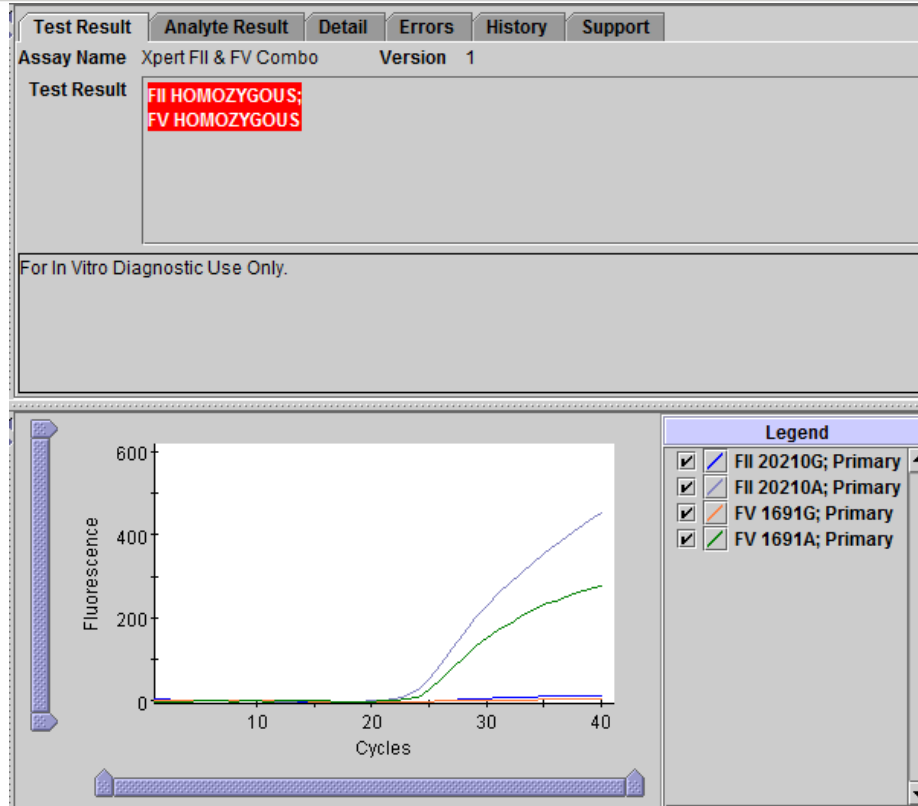 Test Result Analyte Result Detail Errors History Support
Assay Name Xpert FII & FV Combo Version 1
Test Result FII HOMOZYGOUS;
FV HOMOZYGOUS
For In Vitro Diagnostic Use Only.
Legend
FII 20210G; Primary
FII 20210A; Primary
FV 1691G; Primary
FV 1691A; Primary
Fluorescence
600
400
200
0
10 20 30 40
Cycles